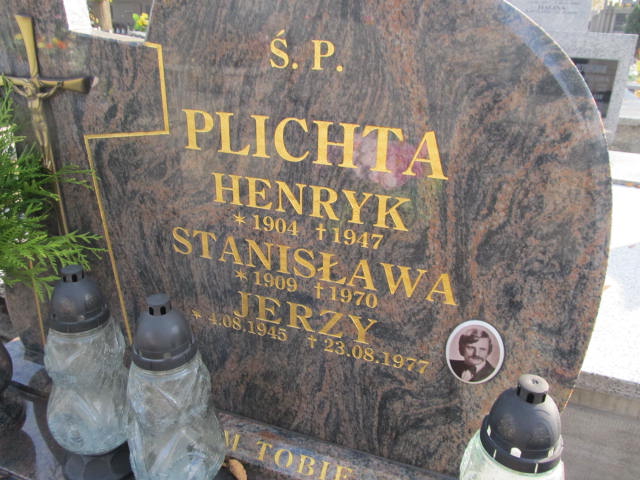 Ś. P.
PLICHTA
HENRYK
* 1904 † 1947
STANISŁAWA
* 1909 † 1970
JERZY
* 4.08.1945 † 23.08.1977
TOBIE